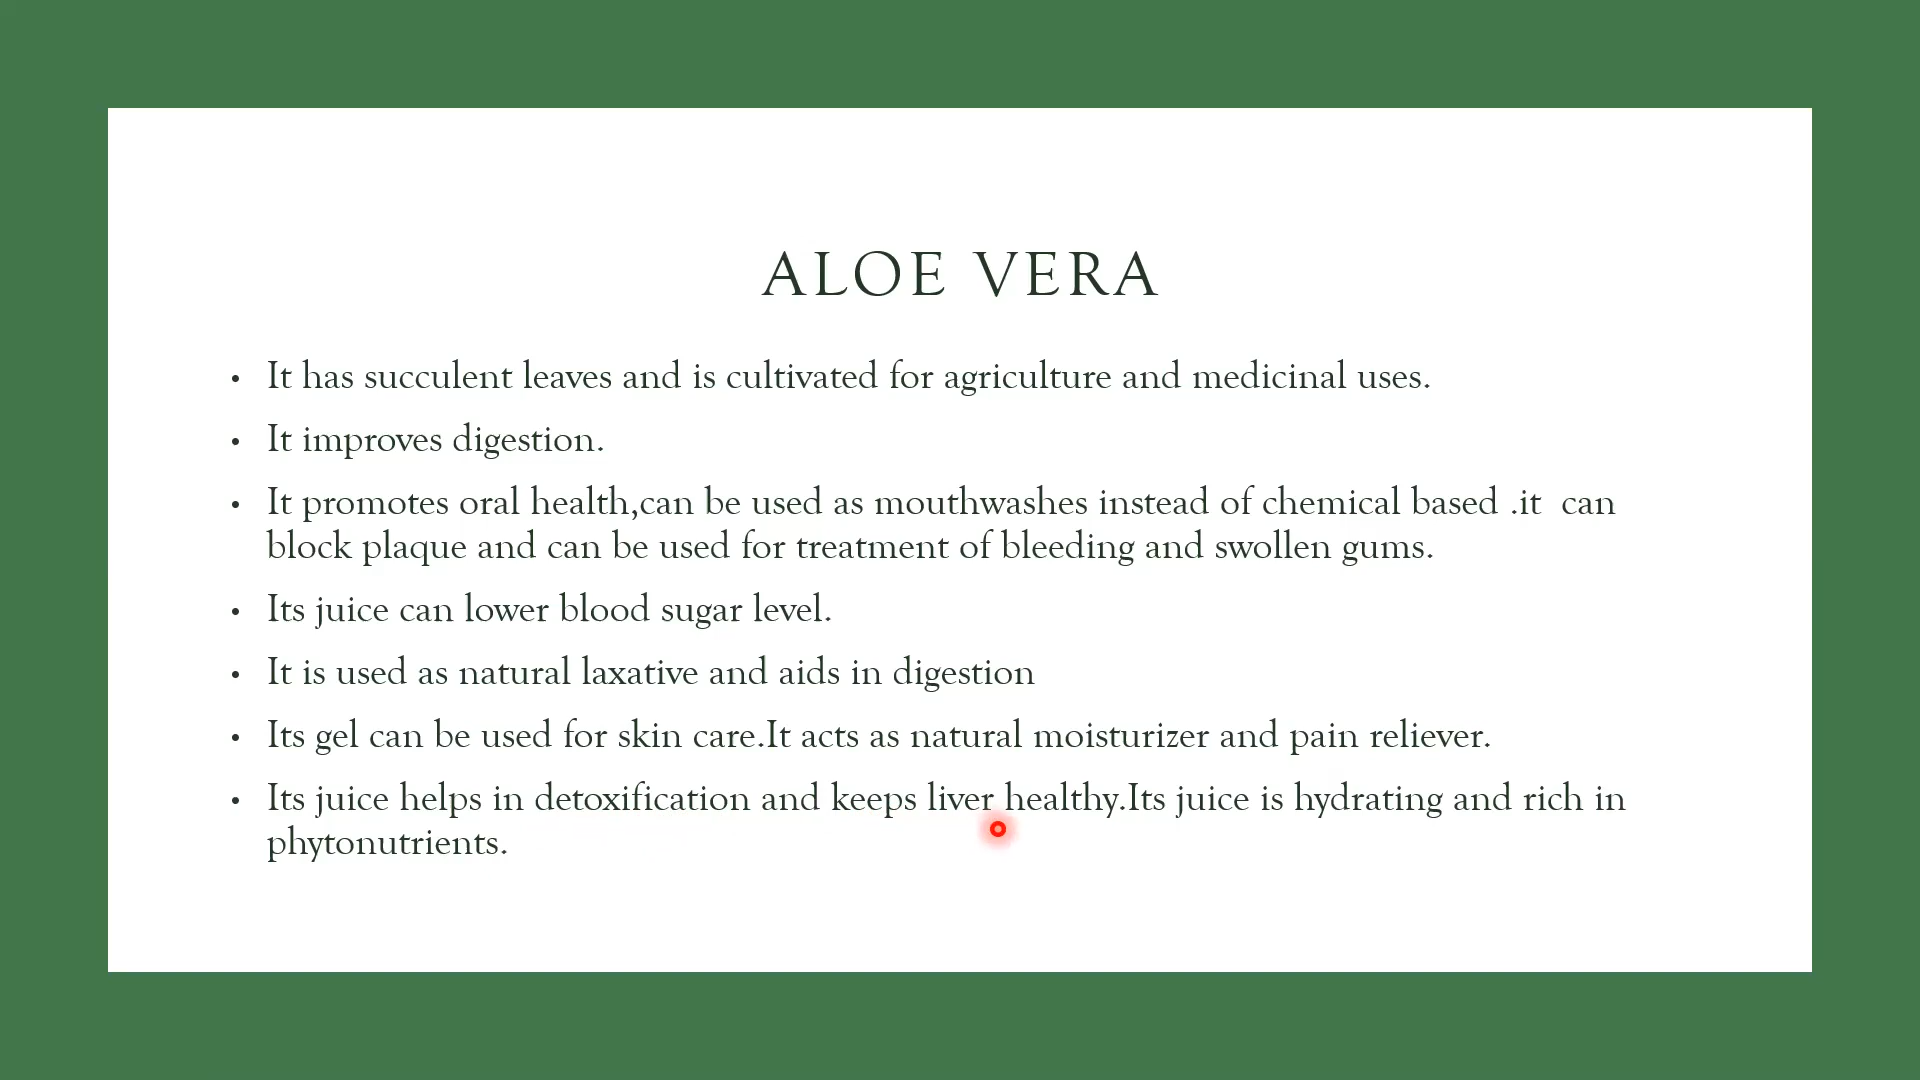 ALOE VERA
• It has succulent leaves and is cultivated for agriculture and medicinal uses.
• It improves digestion.
• It promotes oral health,can be used as mouthwashes instead of chemical based .it  can
block plaque and can be used for treatment of bleeding and swollen gums.
• Its juice can lower blood sugar level.
• It is used as natural laxative and aids in digestion
• Its gel can be used for skin care.It acts as natural moisturizer and pain reliever.
• Its juice helps in detoxification and keeps liver healthy.Its juice is hydrating and rich in
phytonutrients.